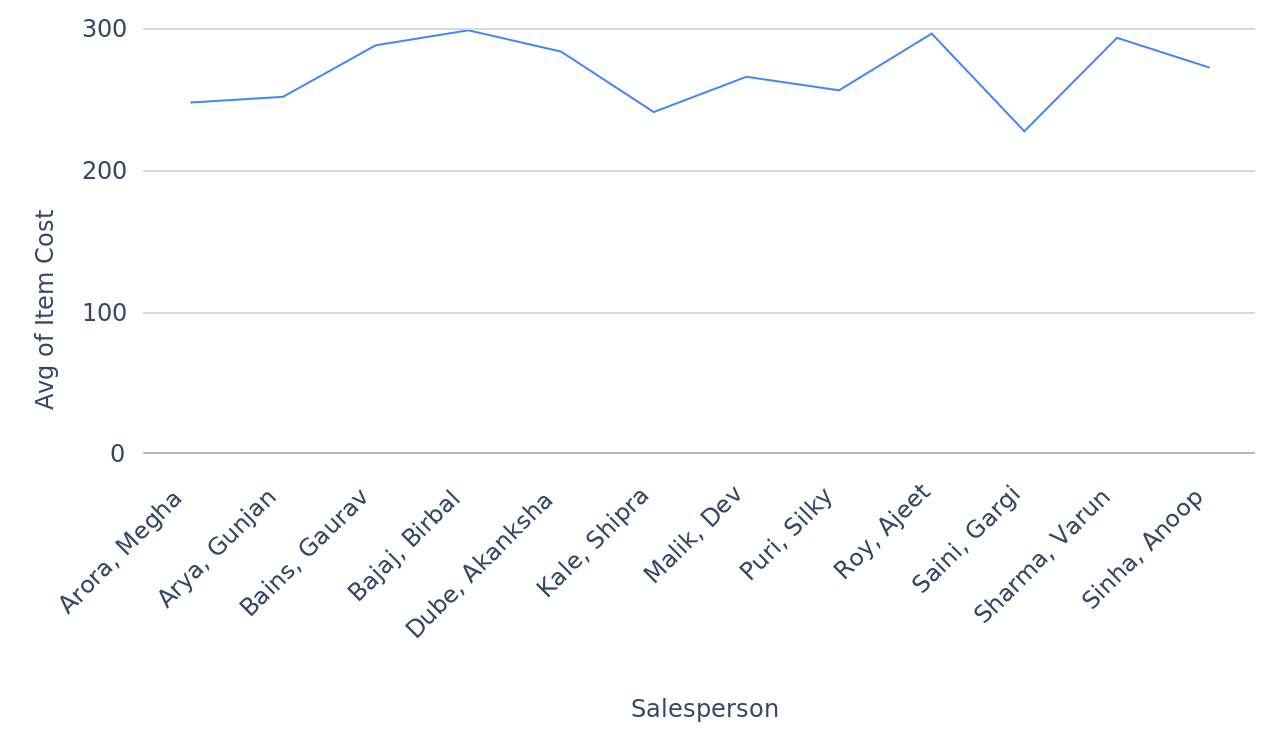 300
200
100
0
Avg of Item Cost
Arora, Megha
Arya, Gunjan
Bains, Gaurav
Bajaj, Birbal
Dube, Akanksha
Kale, Shipra
Malik, Dev
Puri, Silky
Roy, Ajeet
Saini, Gargi
Sharma, Varun
Sinha, Anoop
Salesperson